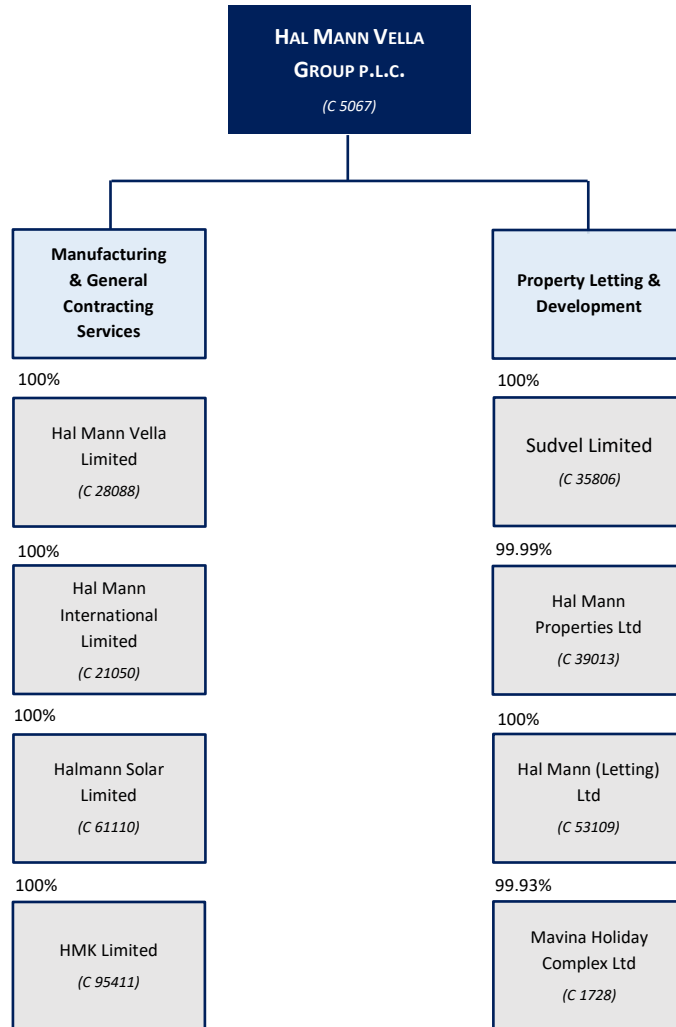 HAL MANN VELLA
GROUP P.L.C.
(C 5067)
Manufacturing
& General
Contracting
Services
100%
Hal Mann Vella
Limited
(C 28088)
100%
Hal Mann
International
Limited
(C 21050)
100%
Halmann Solar
Limited
(C 61110)
100%
HMK Limited
(C 95411)
Property Letting &
Development
100%
Sudvel Limited
(C 35806)
99.99%
Hal Mann
Properties Ltd
(C 39013)
100%
Hal Mann (Letting)
Ltd
(C 53109)
99.93%
Mavina Holiday
Complex Ltd
(C 1728)